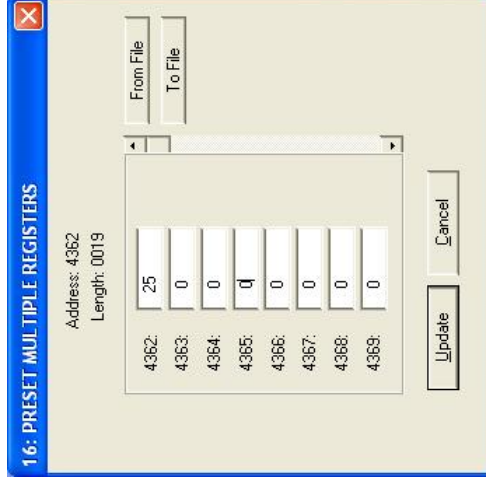 16: PRESET MULTIPLE REGISTERS
Address: 4362
Length: 0019
4362: 25
4363: 0
4364: 0
4365: 0
4366: 0
4367: 0
4368: 0
4369: 0
From File
To File
Update Cancel